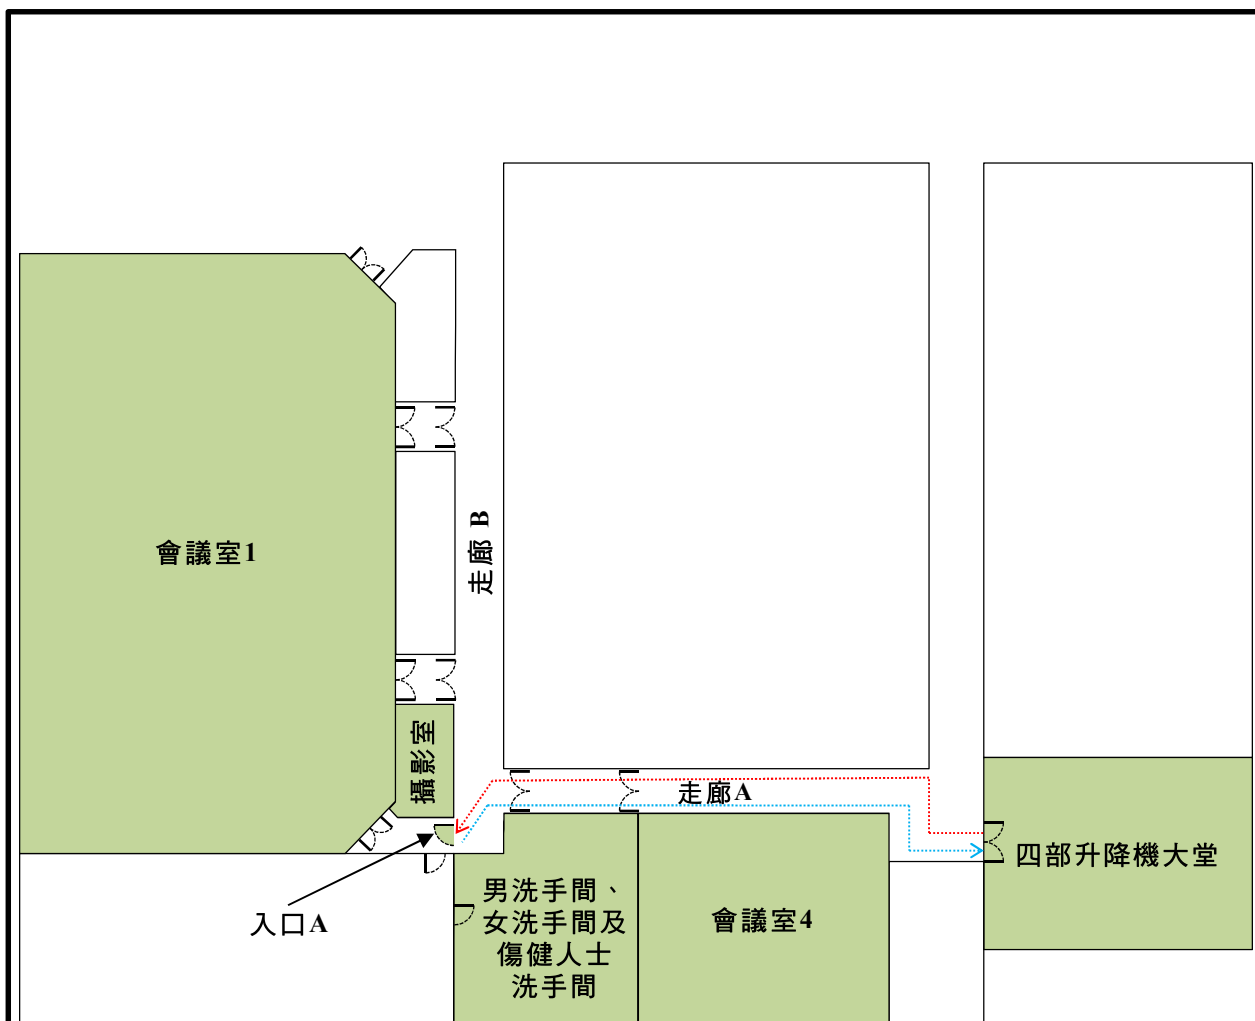 會議室1
走廊 B
攝影室
走廊A
四部升降機大堂
入口A
男洗手間、
女洗手間及
傷健人士
洗手間
會議室4